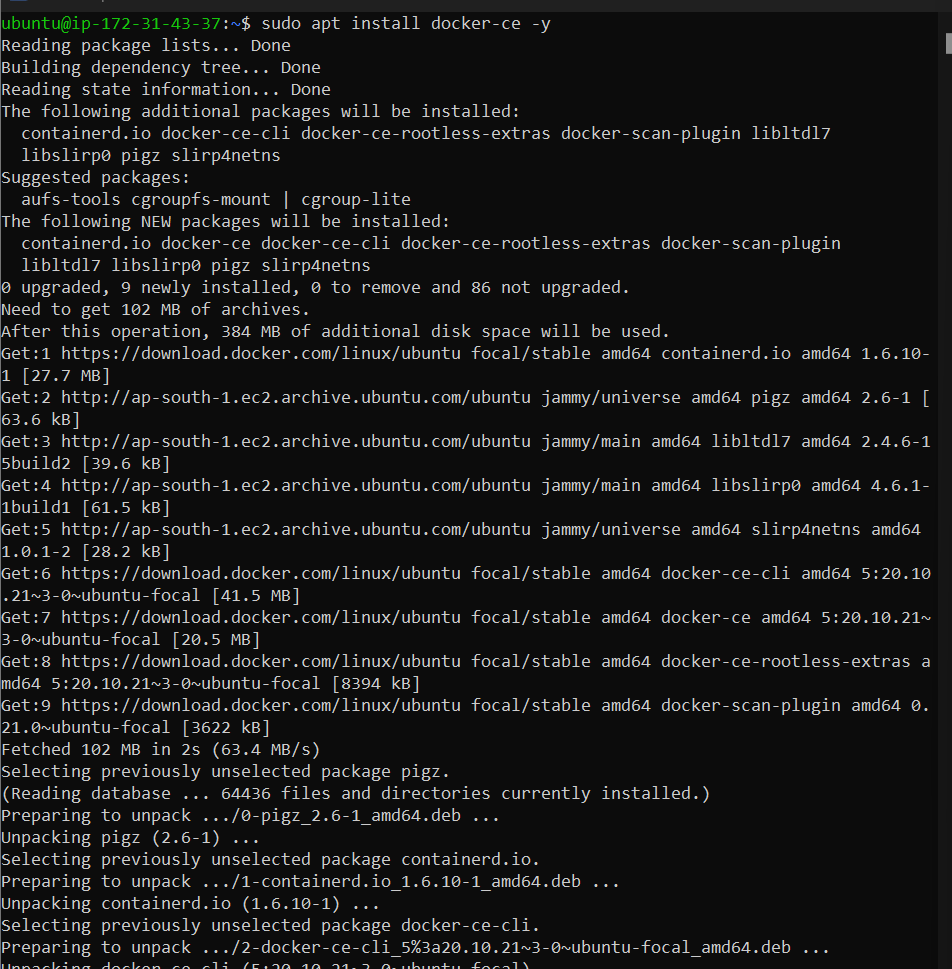 ubuntu@ip-172-31-43-37:~$ sudo apt install docker-ce -y
Reading package lists... Done
Building dependency tree... Done
Reading state information... Done
The following additional packages will be installed:
  containerd.io docker-ce-cli docker-ce-rootless-extras docker-scan-plugin libltdl7
  libslirp0 pigz slirp4netns
Suggested packages:
  aufs-tools cgroupfs-mount | cgroup-lite
The following NEW packages will be installed:
  containerd.io docker-ce docker-ce-cli docker-ce-rootless-extras docker-scan-plugin
  libltdl7 libslirp0 pigz slirp4netns
0 upgraded, 9 newly installed, 0 to remove and 86 not upgraded.
Need to get 102 MB of archives.
After this operation, 384 MB of additional disk space will be used.
Get:1 https://download.docker.com/linux/ubuntu focal/stable amd64 containerd.io amd64 1.6.10-
1 [27.7 MB]
Get:2 http://ap-south-1.ec2.archive.ubuntu.com/ubuntu jammy/universe amd64 pigz amd64 2.6-1 [
63.6 kB]
Get:3 http://ap-south-1.ec2.archive.ubuntu.com/ubuntu jammy/main amd64 libltdl7 amd64 2.4.6-1
5build2 [39.6 kB]
Get:4 http://ap-south-1.ec2.archive.ubuntu.com/ubuntu jammy/main amd64 libslirp0 amd64 4.6.1-
1build1 [61.5 kB]
Get:5 http://ap-south-1.ec2.archive.ubuntu.com/ubuntu jammy/universe amd64 slirp4netns amd64
1.0.1-2 [28.2 kB]
Get:6 https://download.docker.com/linux/ubuntu focal/stable amd64 docker-ce-cli amd64 5:20.10
.21~3-0~ubuntu-focal [41.5 MB]
Get:7 https://download.docker.com/linux/ubuntu focal/stable amd64 docker-ce amd64 5:20.10.21~
3-0~ubuntu-focal [20.5 MB]
Get:8 https://download.docker.com/linux/ubuntu focal/stable amd64 docker-ce-rootless-extras a
md64 5:20.10.21~3-0~ubuntu-focal [8394 kB]
Get:9 https://download.docker.com/linux/ubuntu focal/stable amd64 docker-scan-plugin amd64 0.
21.0~ubuntu-focal [3622 kB]
Fetched 102 MB in 2s (63.4 MB/s)
Selecting previously unselected package pigz.
(Reading database ... 64436 files and directories currently installed.)
Preparing to unpack .../0-pigz_2.6-1_amd64.deb ...
Unpacking pigz (2.6-1) ...
Selecting previously unselected package containerd.io.
Preparing to unpack .../1-containerd.io_1.6.10-1_amd64.deb ...
Unpacking containerd.io (1.6.10-1) ...
Selecting previously unselected package docker-ce-cli.
Preparing to unpack .../2-docker-ce-cli_5%3a20.10.21~3-0~ubuntu-focal_amd64.deb ...
Unpacking docker-ce-cli (5:20.10.21~3-0~ubuntu-focal)